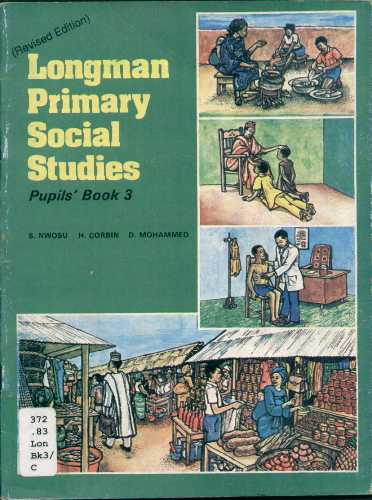 (Revised Edition)
Longman
Primary
Social
Studies
Pupils' Book 3
S. NWOSU H. CORBIN D. MOHAMMED
372
.83
Lon
Bk3/
C